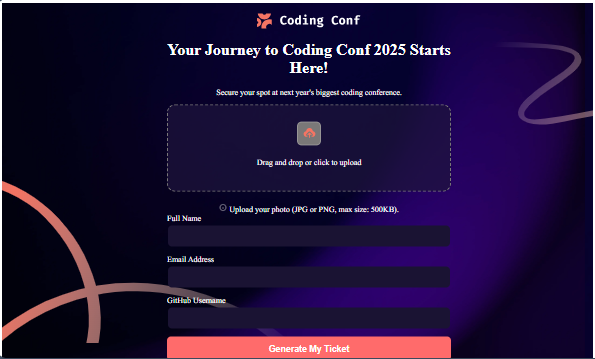 Coding Conf
Your Journey to Coding Conf 2025 Starts
Here!
Secure your spot at next year's biggest coding conference.
Drag and drop or click to upload
Upload your photo (JPG or PNG, max size: 500KB).
Full Name
Email Address
GitHub Username
Generate My Ticket